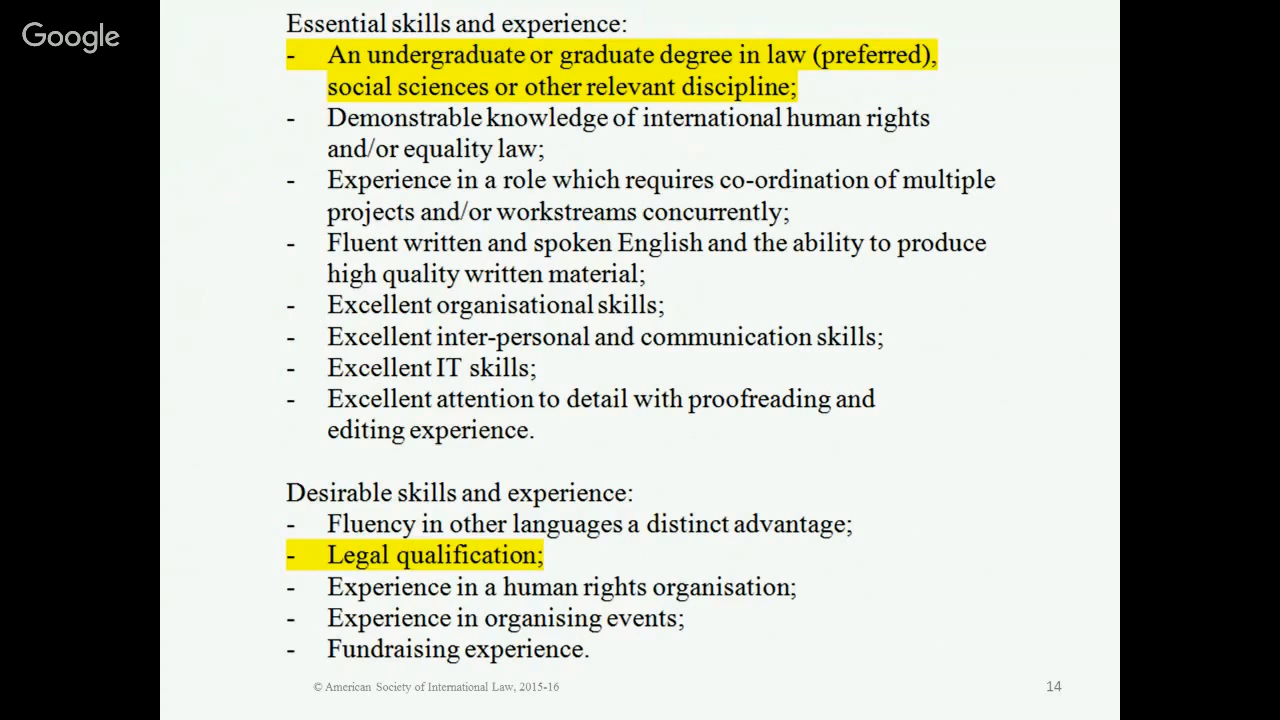 Google
Essential skills and experience:
- An undergraduate or graduate degree in law (preferred),
social sciences or other relevant discipline;
- Demonstrable knowledge of international human rights
and/or equality law;
- Experience in a role which requires co-ordination of multiple
projects and/or workstreams concurrently;
- Fluent written and spoken English and the ability to produce
high quality written material;
- Excellent organisational skills;
- Excellent inter-personal and communication skills;
- Excellent IT skills;
- Excellent attention to detail with proofreading and
editing experience.
Desirable skills and experience:
- Fluency in other languages a distinct advantage;
- Legal qualification;
- Experience in a human rights organisation;
- Experience in organising events;
- Fundraising experience.
© American Society of International Law, 2015-16
14